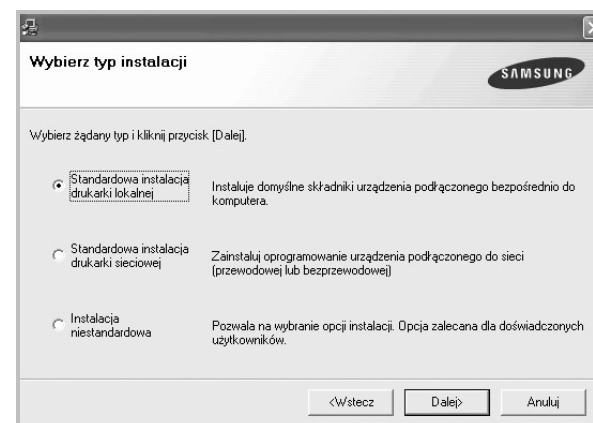 Wybierz typ instalacji
SAMSUNG
Wybierz żądany typ i kliknij przycisk [Dalej].
Standardowa instalacja
drukarki lokalnej
Instaluje domyślne składniki urządzenia podłączonego bezpośrednio do
komputera.
Standardowa instalacja
drukarki sieciowej
Zainstaluj oprogramowanie urządzenia podłączonego do sieci
(przewodowej lub bezprzewodowej)
Instalacja
niestandardowa
Pozwala na wybranie opcji instalacji. Opcja zalecana dla doświadczonych
użytkowników.
<Wstecz
Dalej>
Anuluj